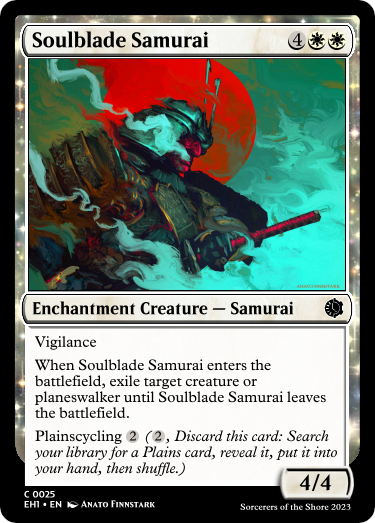 Soulblade Samurai 4
ANATO FINNSTARK
Enchantment Creature — Samurai
Vigilance
When Soulblade Samurai enters the
battlefield, exile target creature or
planeswalker until Soulblade Samurai leaves
the battlefield.
Plainscycling 2 (2, Discard this card: Search
your library for a Plains card, reveal it, put it into
your hand, then shuffle.)
4/4
C 0025
EH1 • EN Anato Finnstark
Sorcerers of the Shore 2023